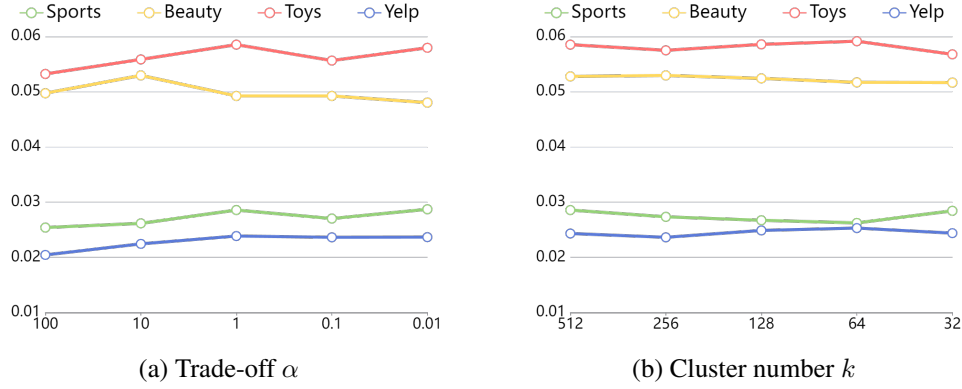 Sports Beauty Toys Yelp
0.06
0.05
0.04
0.03
0.02
0.01
100 10 1 0.1 0.01
(a) Trade-off α
Sports Beauty Toys Yelp
0.06
0.05
0.04
0.03
0.02
0.01
512 256 128 64 32
(b) Cluster number k